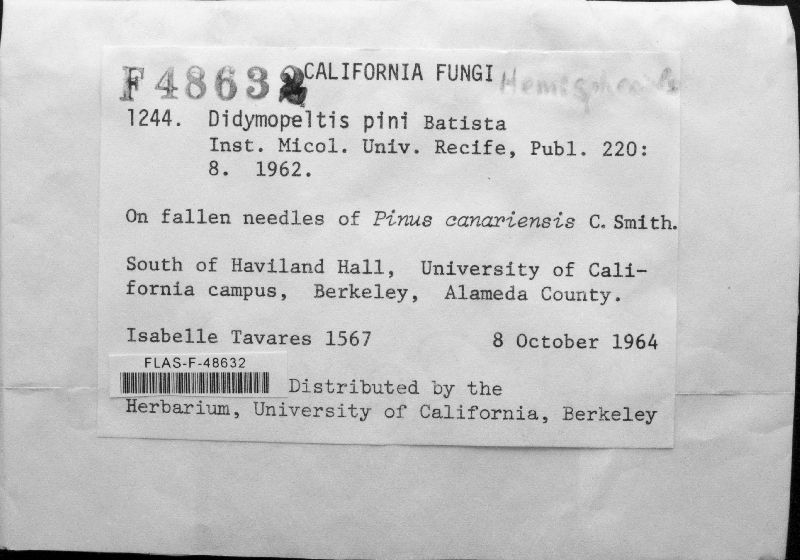 F48632 CALIFORNIA FUNGI
1244. Didymopeltis pini Batista
Inst. Micol. Univ. Recife, Publ. 220:
8. 1962.
On fallen needles of Pinus canariensis C. Smith.
South of Haviland Hall, University of Cali-
fornia campus, Berkeley, Alameda County.
Isabelle Tavares 1567 8 October 1964
FLAS-F-48632
Distributed by the
Herbarium, University of California, Berkeley